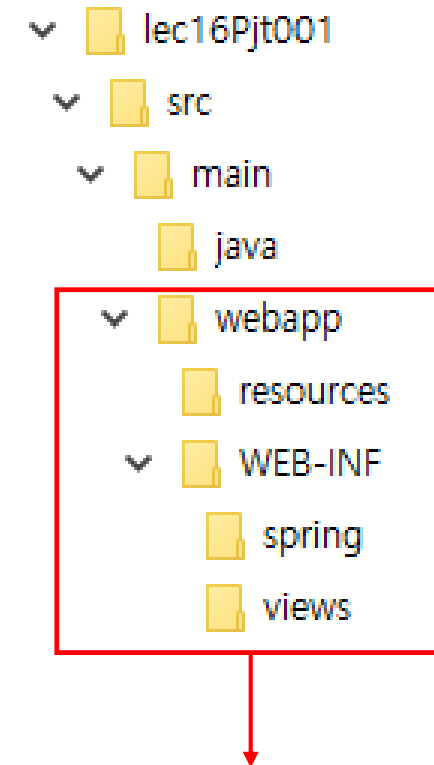 lec16Pjt001
src
main
java
webapp
resources
WEB-INF
spring
views